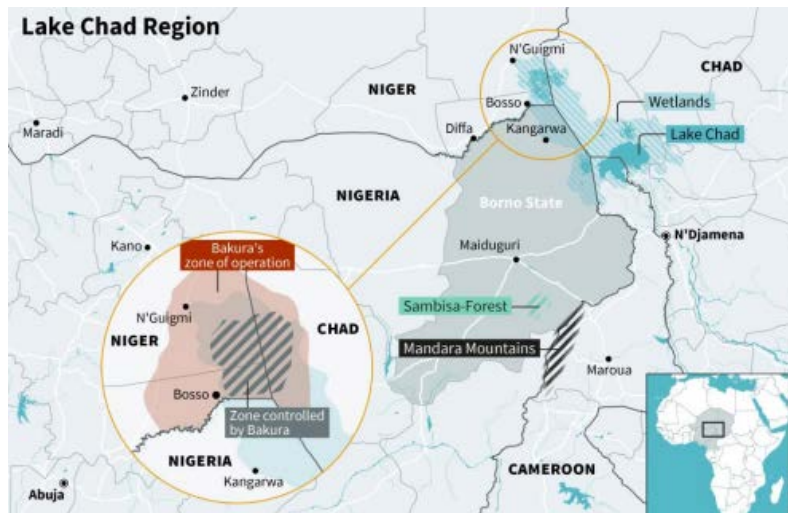 Lake Chad Region
N'Guigmi
CHAD
Zinder
NIGER
Wetlands
Bosso
Maradi
Diffa
Kangarwa
Lake Chad
NIGERIA
Borno State
Kano
Bakura's
zone of operation
N'Djamena
Maiduguri
N'Guigmi
Sambisa-Forest
CHAD
NIGER
Mandara Mountains
Maroua
Bosso
Zone controlled
by Bakura
NIGERIA
Kangarwa
CAMEROON
Abuja